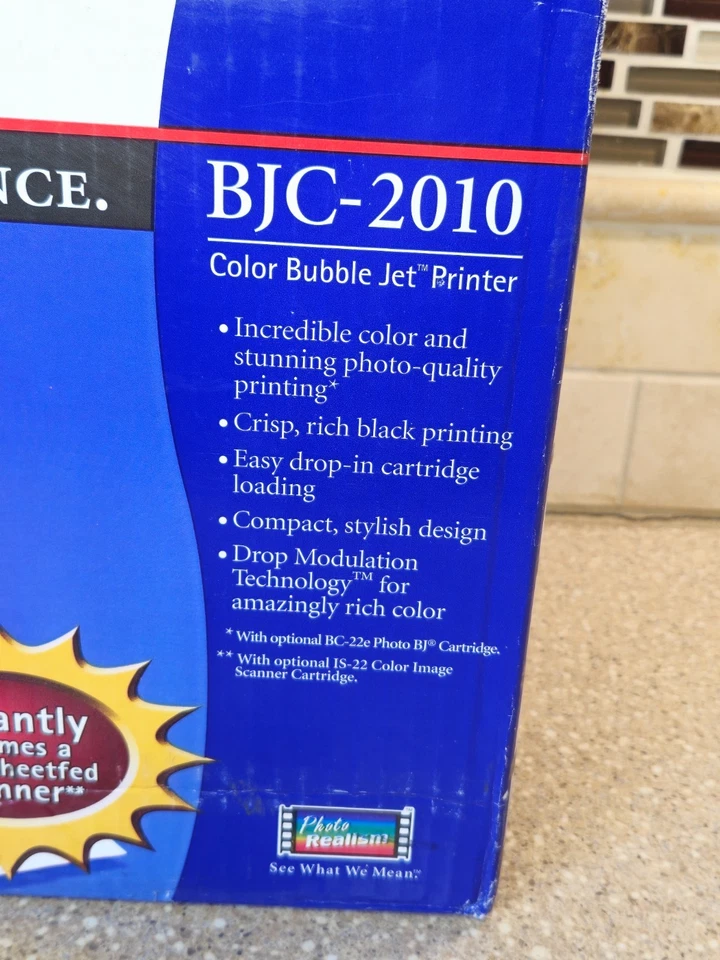 NCE.
BJC-2010
Color Bubble Jet™ Printer
• Incredible color and
stunning photo-quality
printing*
• Crisp, rich black printing
• Easy drop-in cartridge
loading
• Compact, stylish design
• Drop Modulation
Technology™ for
amazingly rich color
* With optional BC-22e Photo BJ® Cartridge.
** With optional IS-22 Color Image
Scanner Cartridge.
antly
mes a
heetfed
nner**
Photo
Realism
See What We Mean.™